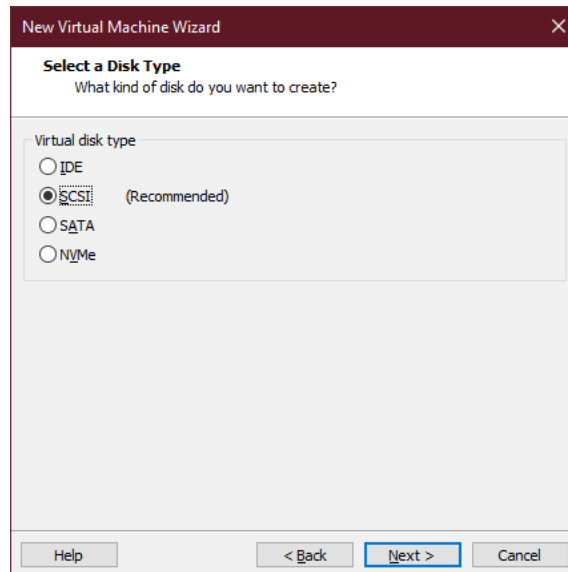 New Virtual Machine Wizard
Select a Disk Type
What kind of disk do you want to create?
Virtual disk type
IDE
SCSI (Recommended)
SATA
NVMe
Help < Back Next > Cancel